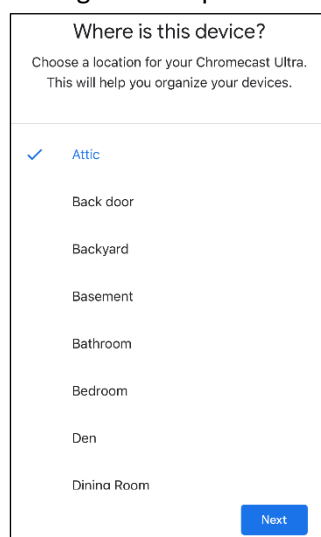 Where is this device?
Choose a location for your Chromecast Ultra.
This will help you organize your devices.
Attic
Back door
Backyard
Basement
Bathroom
Bedroom
Den
Dining Room
Next